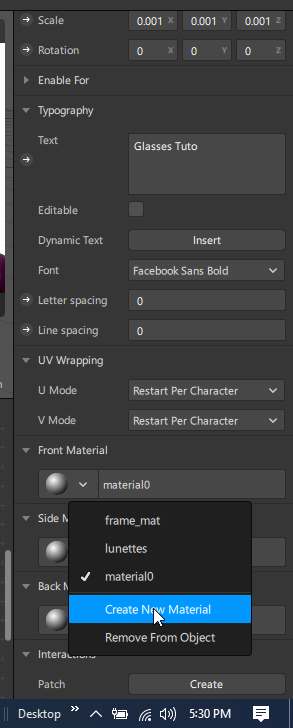 Scale 0.001 X 0.001 Y 0.001 Z
Rotation 0 X 0 Y 0 Z
Enable For
Typography
Text Glasses Tuto
Editable
Dynamic Text Insert
Font Facebook Sans Bold
Letter spacing 0
Line spacing 0
UV Wrapping
U Mode Restart Per Character
V Mode Restart Per Character
Front Material
material0
Side M
frame_mat
lunettes
material0
Back M
Create New Material
Remove From Object
Interactions
Patch Create
Desktop 5:30 PM